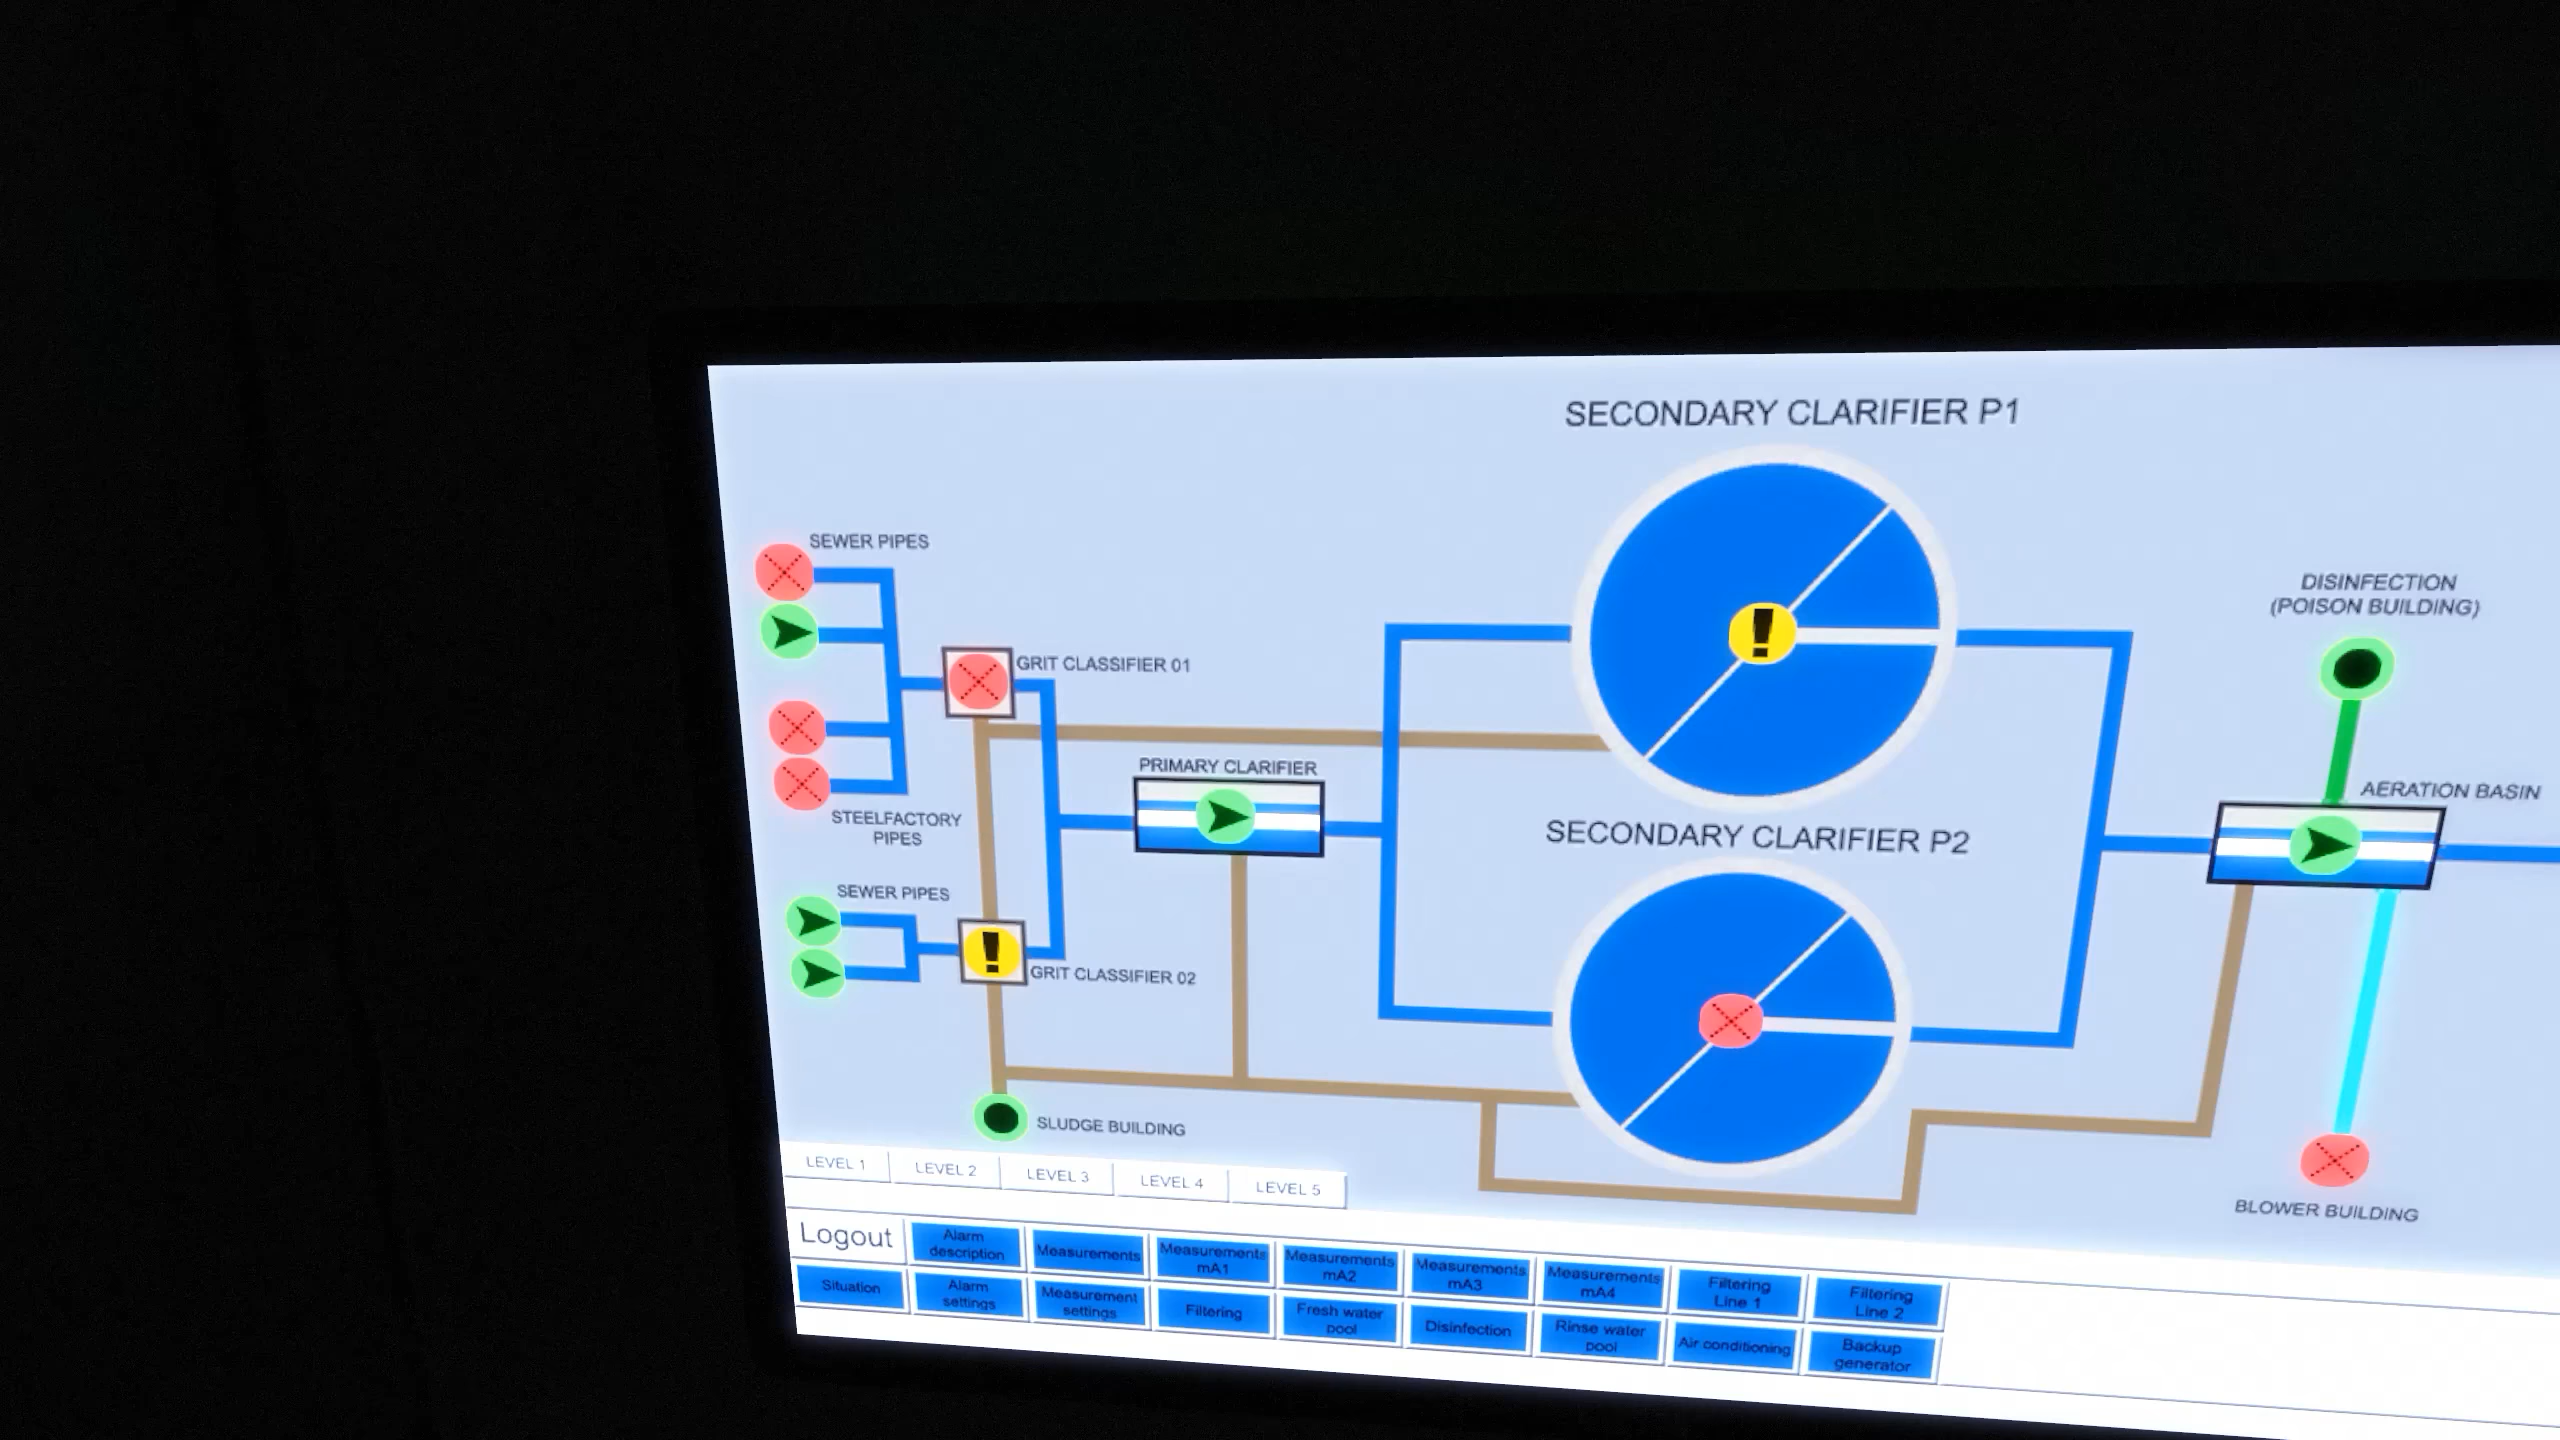 SECONDARY CLARIFIER P1
SEWER PIPES
DISINFECTION
(POISON BUILDING)
GRIT CLASSIFIER 01
PRIMARY CLARIFIER
AERATION BASIN
STEELFACTORY
PIPES
SECONDARY CLARIFIER P2
SEWER PIPES
GRIT CLASSIFIER 02
SLUDGE BUILDING
BLOWER BUILDING
LEVEL 1
LEVEL 2
LEVEL 3
LEVEL 4
LEVEL 5
Logout
Alarm
description
Measurements
Measurements
mA1
Measurements
mA2
Measurements
mA3
Measurements
mA4
Filtering
Line 1
Filtering
Line 2
Situation
Alarm
settings
Measurement
settings
Filtering
Fresh water
pool
Disinfection
Rinse water
pool
Air conditioning
Backup
generator